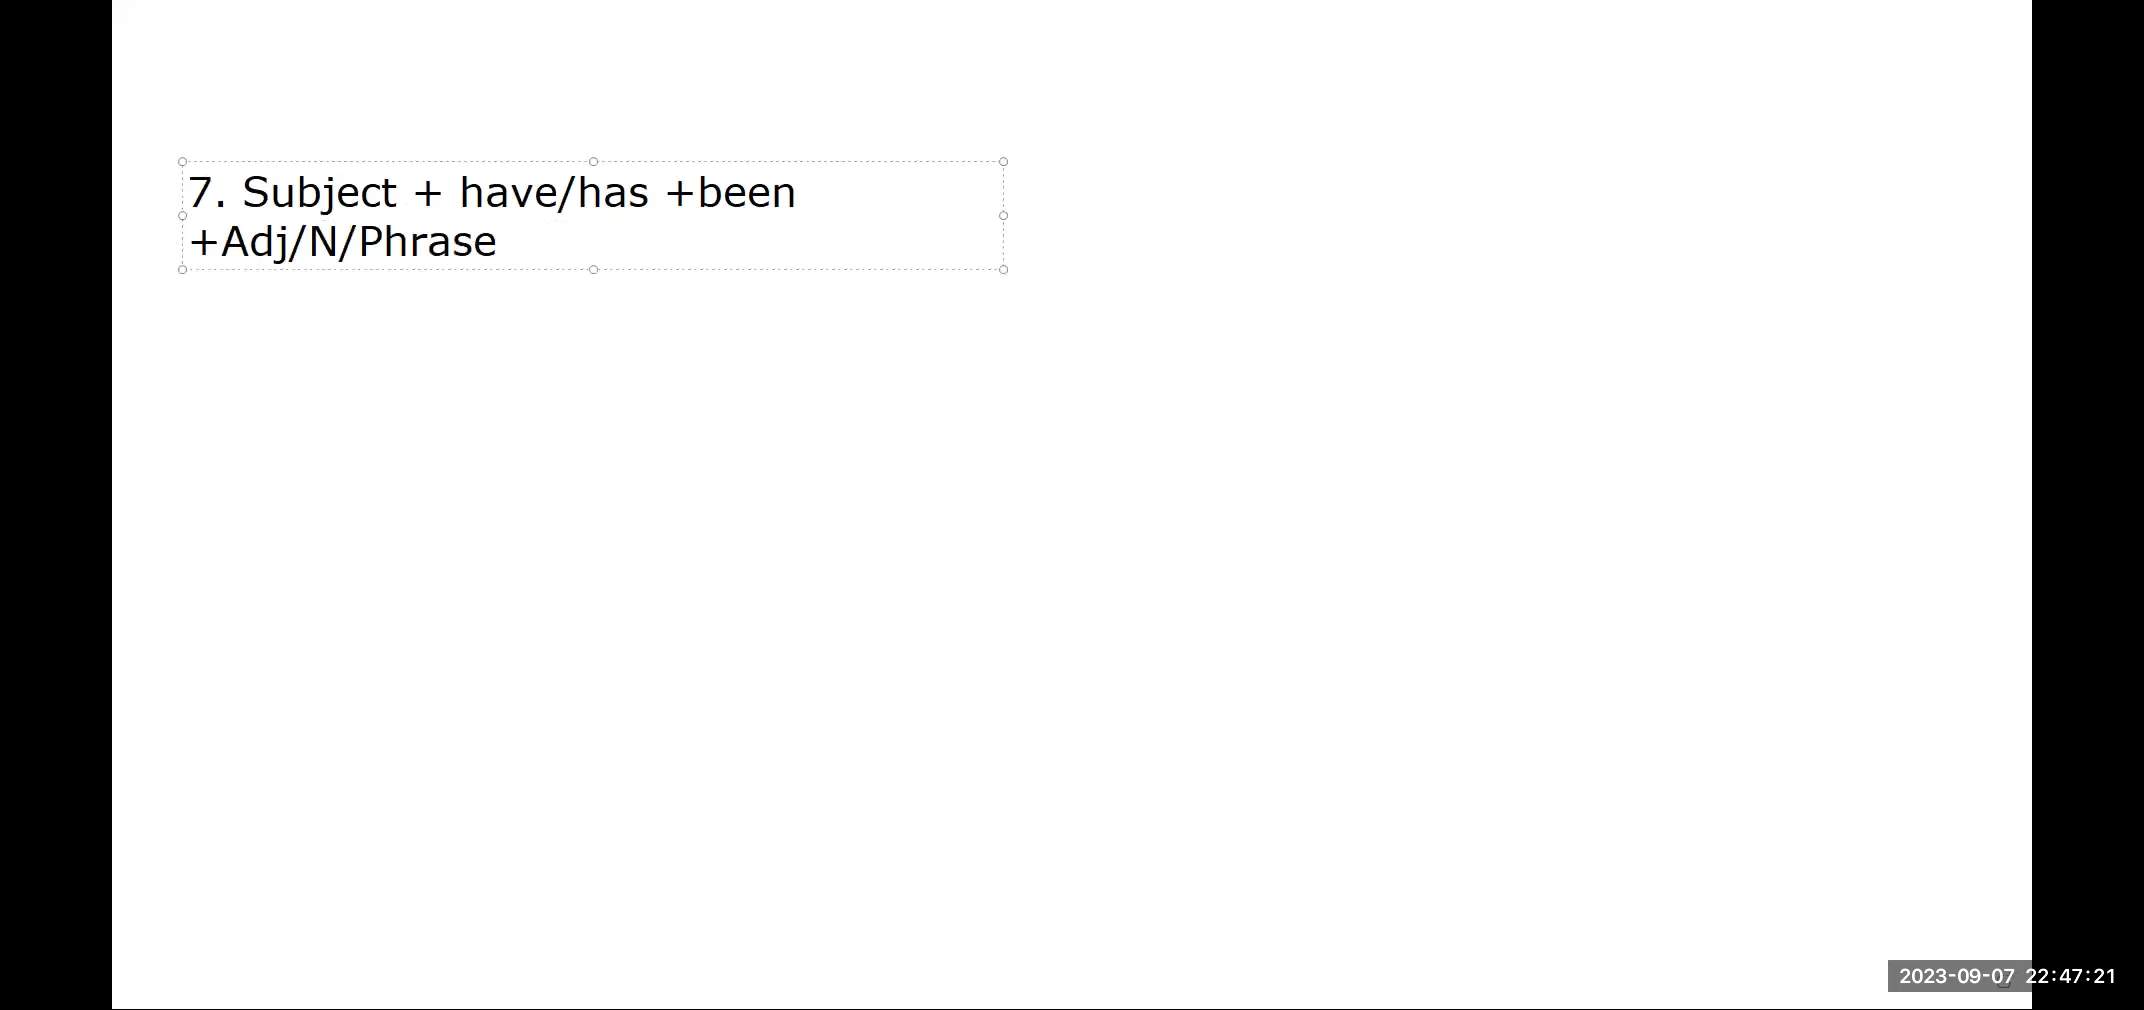 7. Subject + have/has +been
+Adj/N/Phrase
2023-09-07 22:47:21